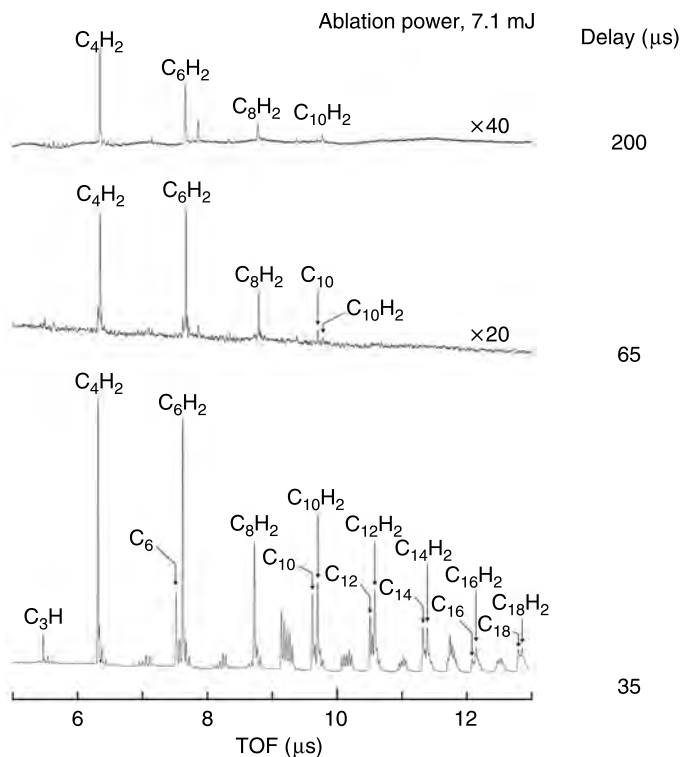 Ablation power, 7.1 mJ
Delay (μs)
C₄H₂
C₆H₂
C₈H₂
C₁₀H₂
×40
200
C₄H₂
C₆H₂
C₈H₂
C₁₀
C₁₀H₂
×20
65
C₄H₂
C₆H₂
C₁₀H₂
C₈H₂
C₁₂H₂
C₆
C₁₄H₂
C₁₀
C₁₂
C₁₆H₂
C₁₄
C₁₆
C₁₈H₂
C₃H
C₁₈
35
6 8 10 12
TOF (μs)